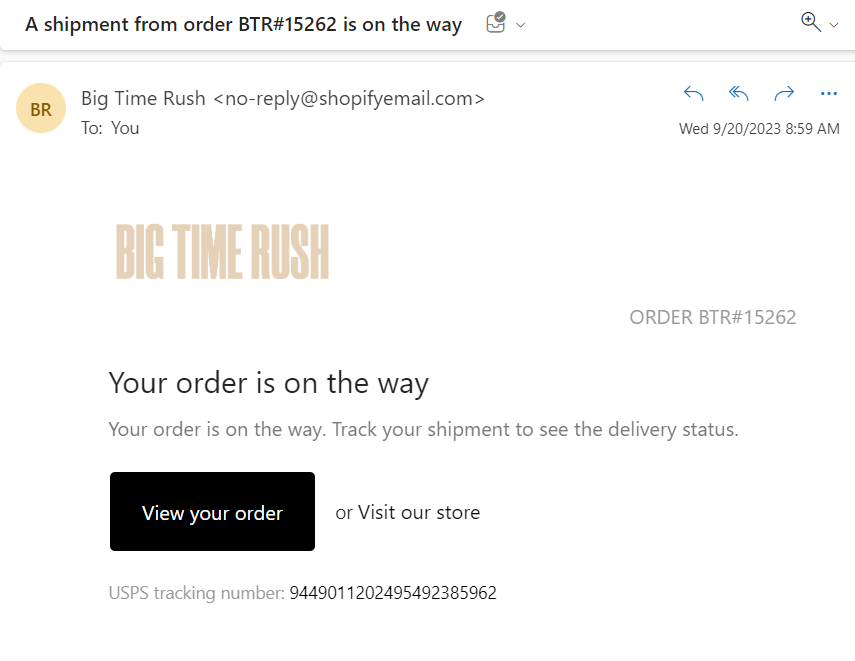 A shipment from order BTR#15262 is on the way
BR
Big Time Rush <no-reply@shopifyemail.com>
To: You
Wed 9/20/2023 8:59 AM
BIG TIME RUSH
ORDER BTR#15262
Your order is on the way
Your order is on the way. Track your shipment to see the delivery status.
View your order or Visit our store
USPS tracking number: 9449011202495492385962